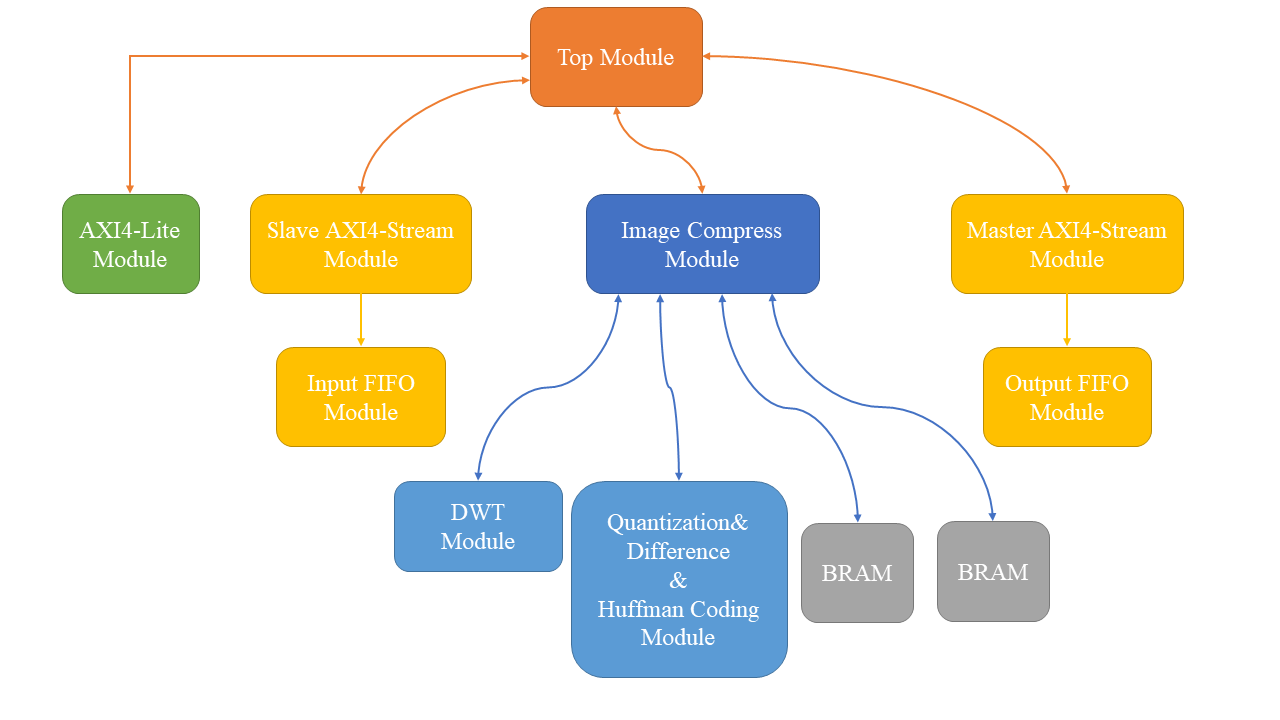 Top Module
AXI4-Lite
Module
Slave AXI4-Stream
Module
Image Compress
Module
Master AXI4-Stream
Module
Input FIFO
Module
Output FIFO
Module
DWT
Module
Quantization&
Difference
&
Huffman Coding
Module
BRAM
BRAM